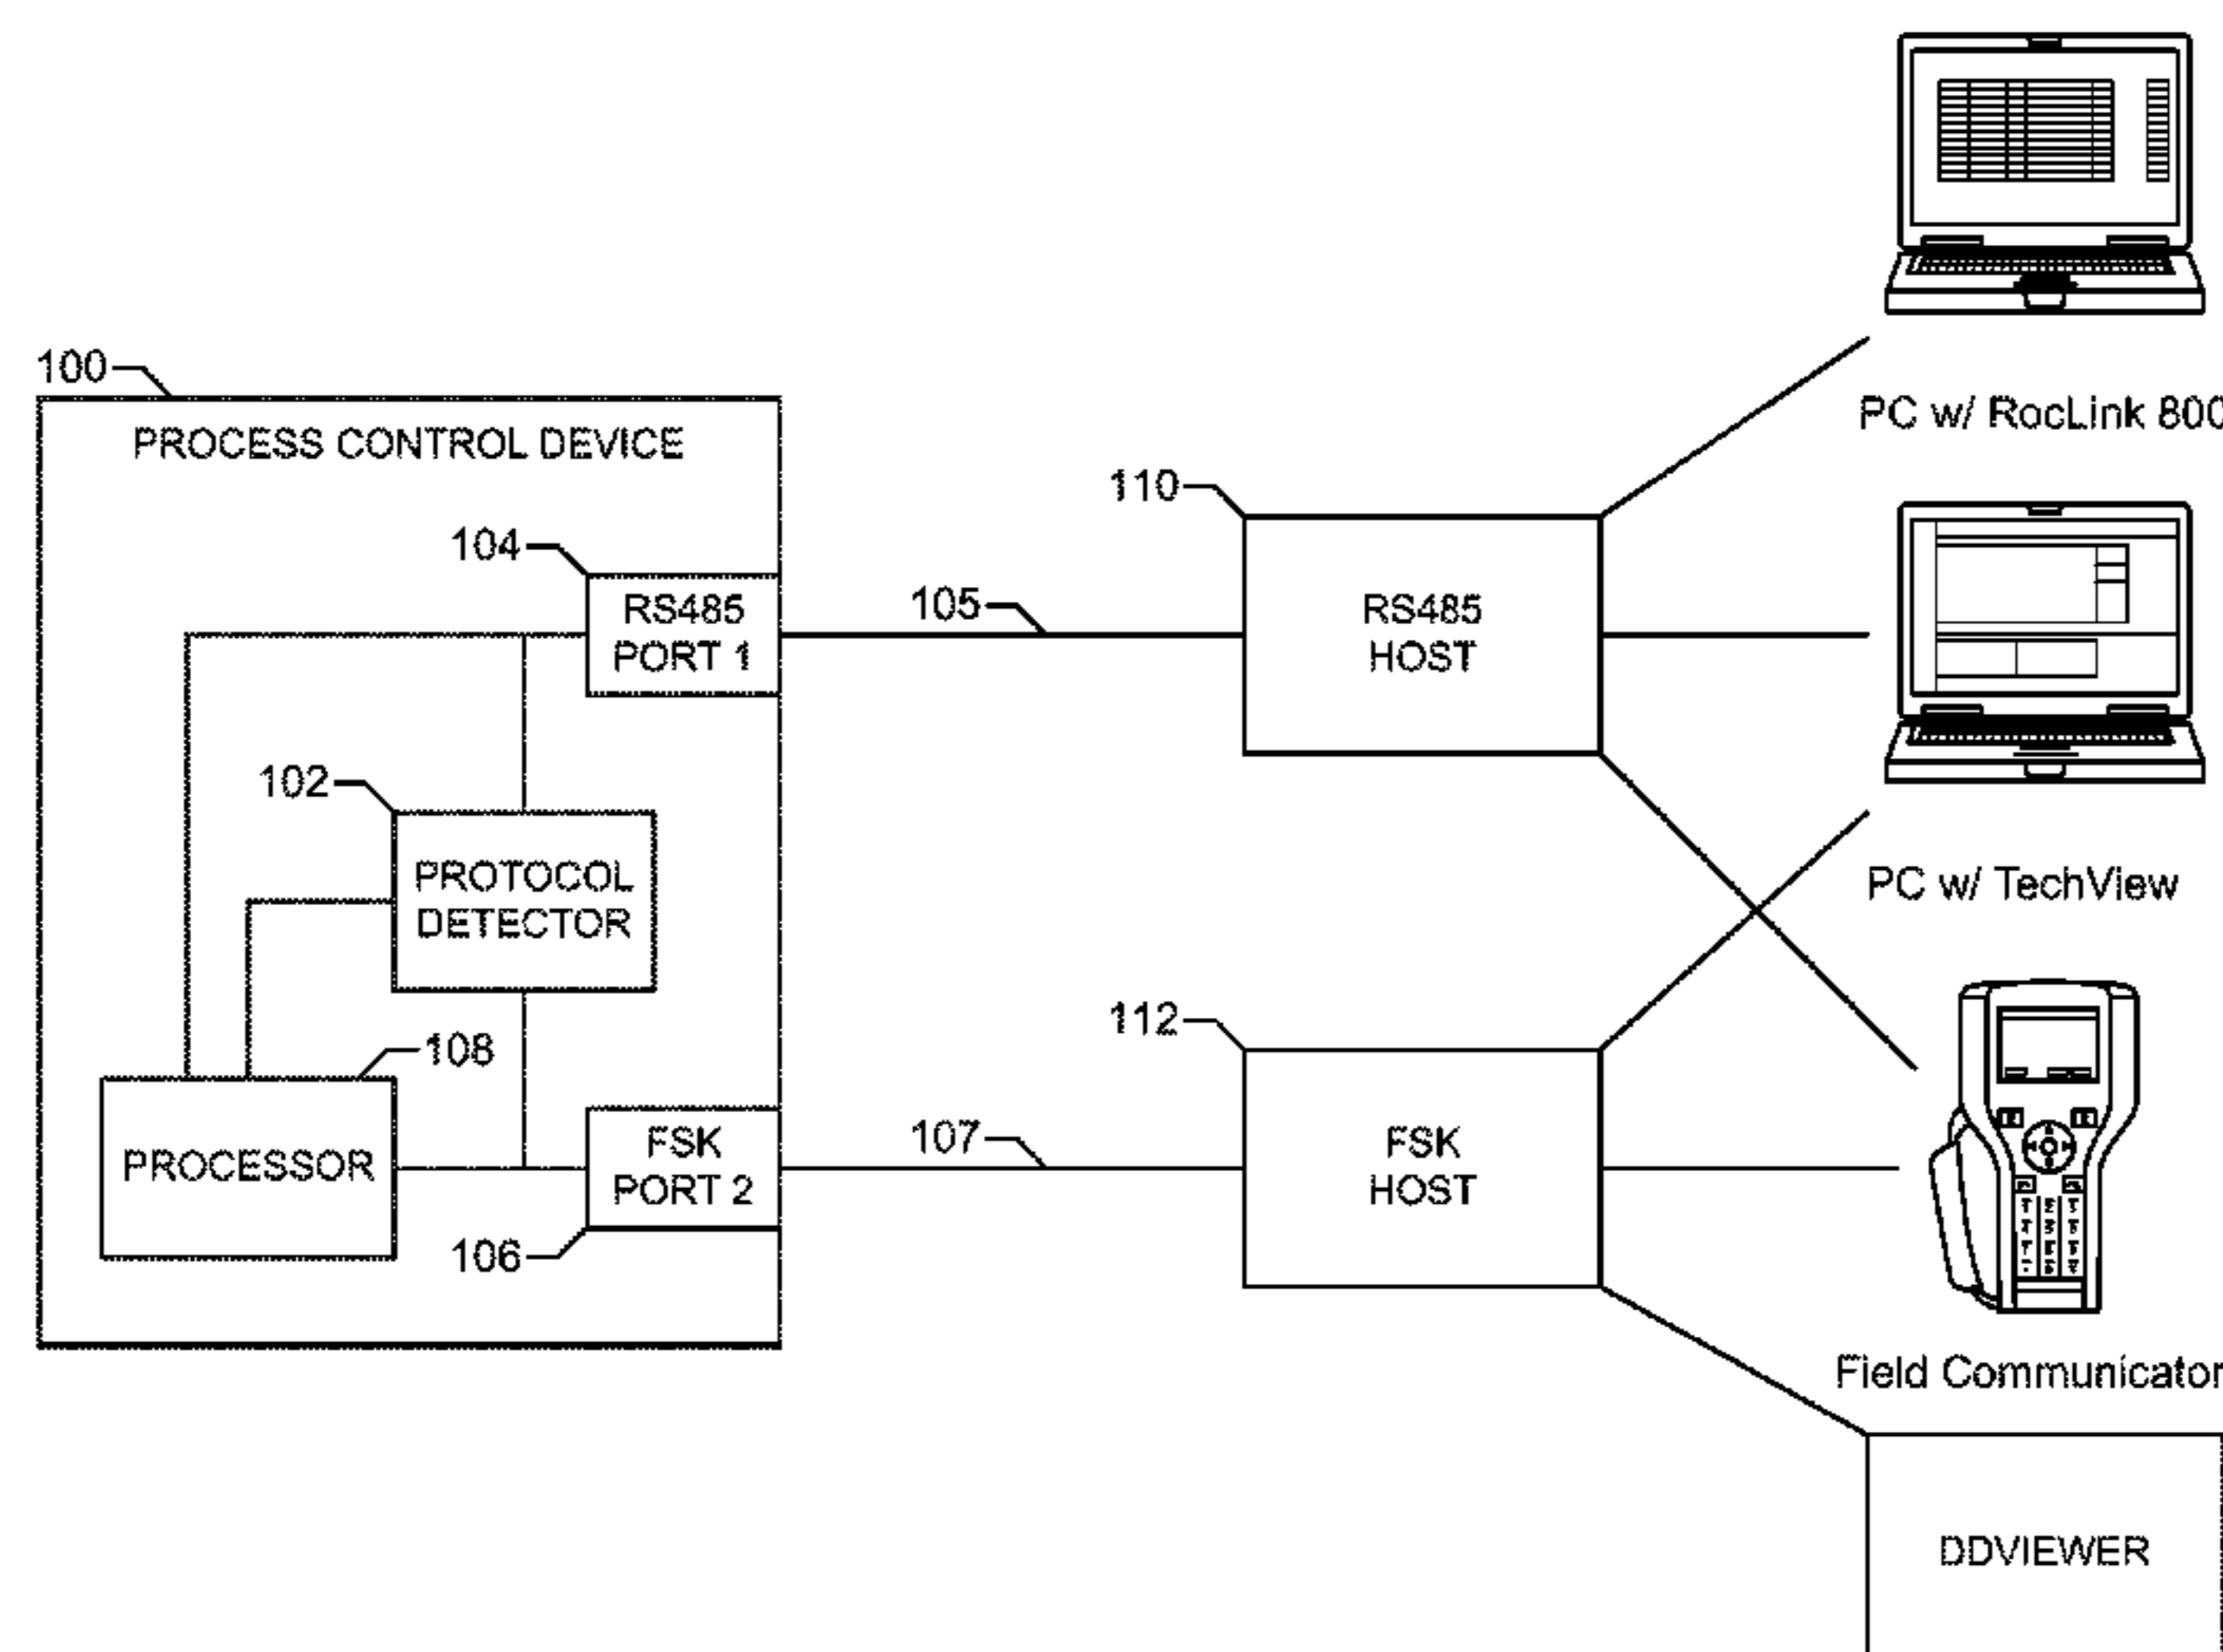 100
PROCESS CONTROL DEVICE
104
RS485
PORT 1
105
110
RS485
HOST
PC w/ RocLink 800
102
PROTOCOL
DETECTOR
PC w/ TechView
108
PROCESSOR
FSK
PORT 2
106
107
112
FSK
HOST
Field Communicator
DDVIEWER